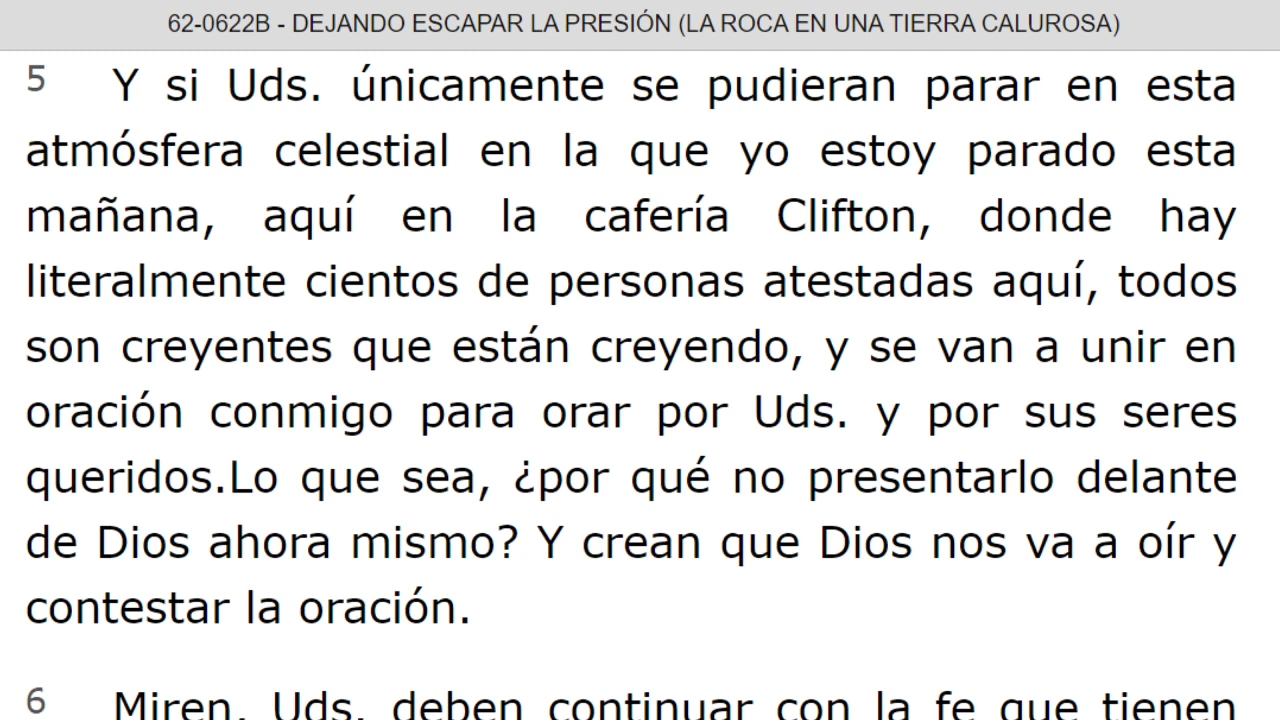 62-0622B - DEJANDO ESCAPAR LA PRESIÓN (LA ROCA EN UNA TIERRA CALUROSA)
5 Y si Uds. únicamente se pudieran parar en esta
atmósfera celestial en la que yo estoy parado esta
mañana, aquí en la cafería Clifton, donde hay
literalmente cientos de personas atestadas aquí, todos
son creyentes que están creyendo, y se van a unir en
oración conmigo para orar por Uds. y por sus seres
queridos.Lo que sea, ¿por qué no presentarlo delante
de Dios ahora mismo? Y crean que Dios nos va a oír y
contestar la oración.
6 Miren, Uds. deben continuar con la fe que tienen